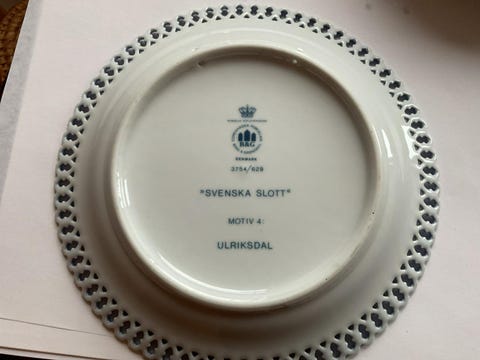 B&G
DENMARK
3754/629
"SVENSKA SLOTT"
MOTIV 4:
ULRIKSDAL